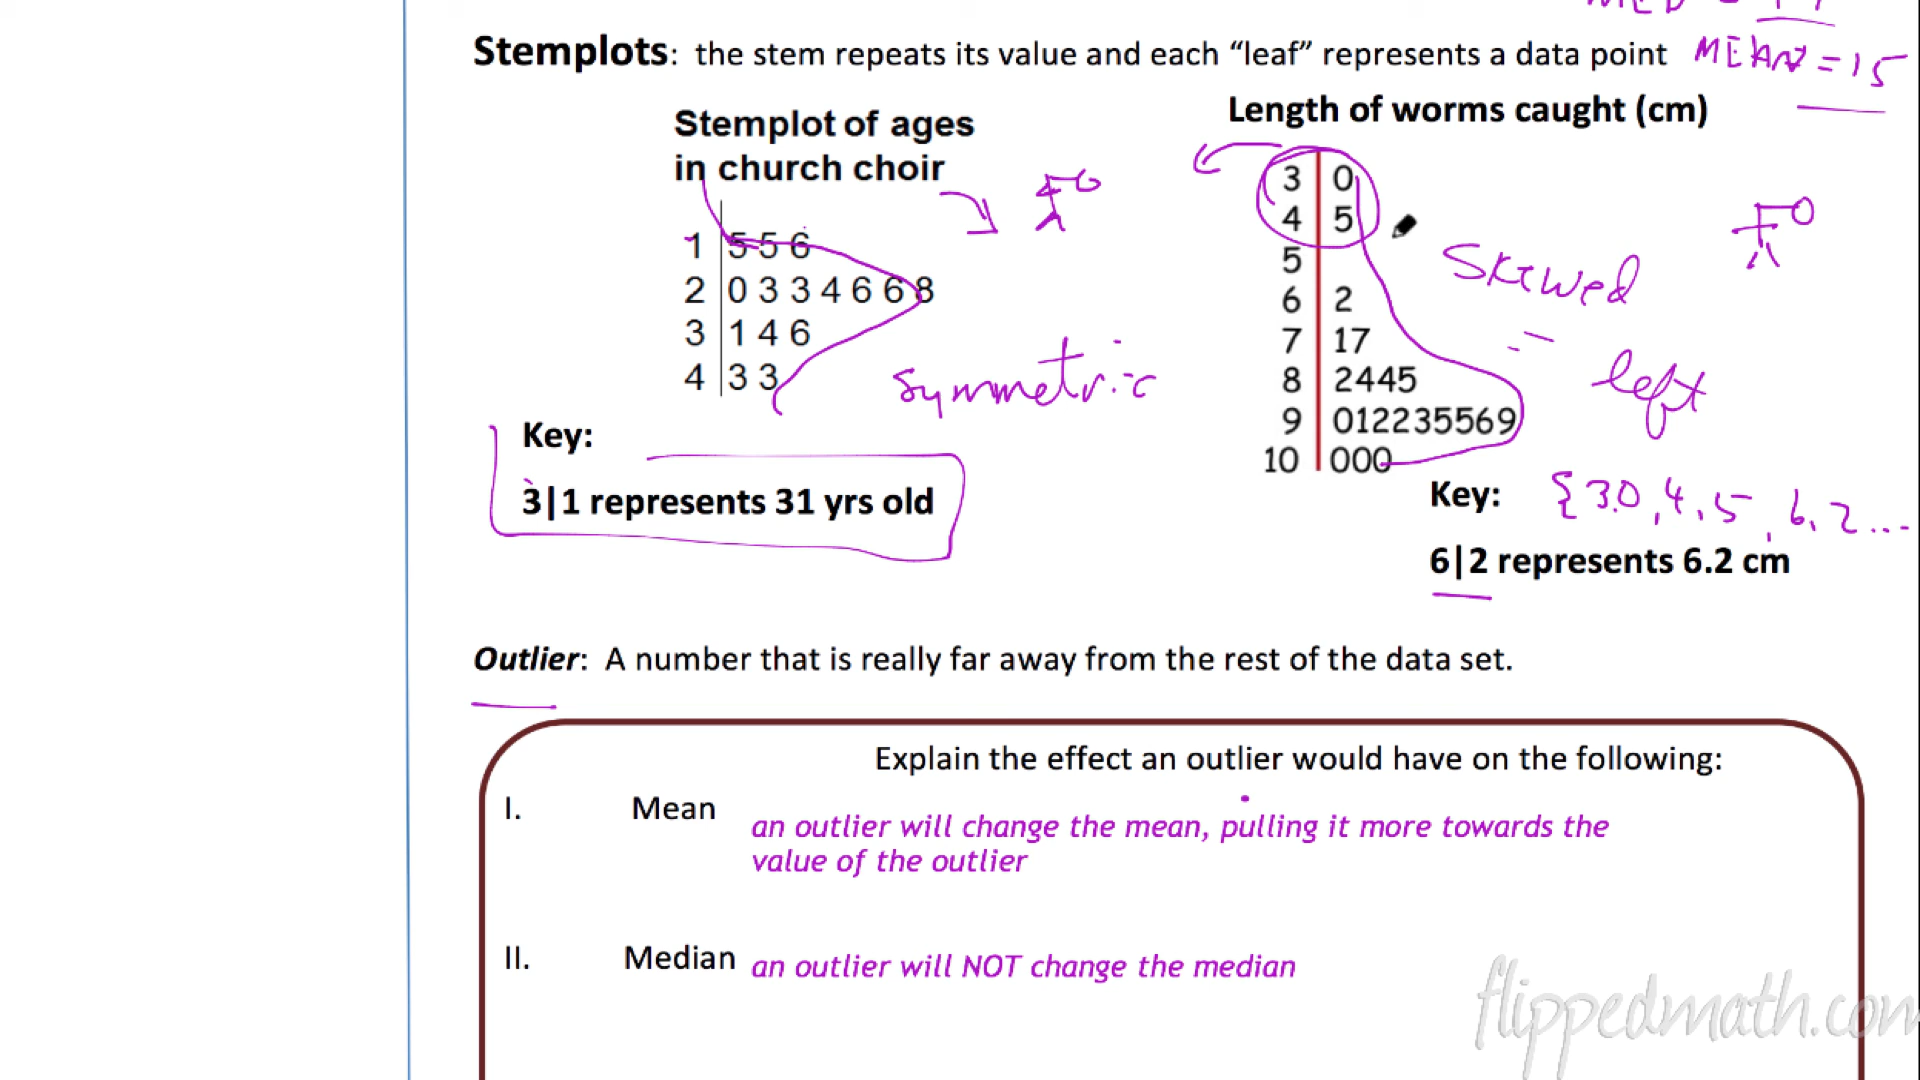 Stemplots: the stem repeats its value and each “leaf” represents a data point MEAN = 15
Stemplot of ages
in church choir
1 | 5 5 6
2 | 0 3 3 4 6 6 8
3 | 1 4 6
4 | 3 3
symmetric
Key:
3|1 represents 31 yrs old
Length of worms caught (cm)
3 | 0
4 | 5
5 |
6 | 2
7 | 17
8 | 2445
9 | 0122355569
10 | 000
Skewed
left
Key: {3.0, 4.5, 6.2...
6|2 represents 6.2 cm
Outlier: A number that is really far away from the rest of the data set.
Explain the effect an outlier would have on the following:
I. Mean an outlier will change the mean, pulling it more towards the
value of the outlier
II. Median an outlier will NOT change the median
flippedmath.com